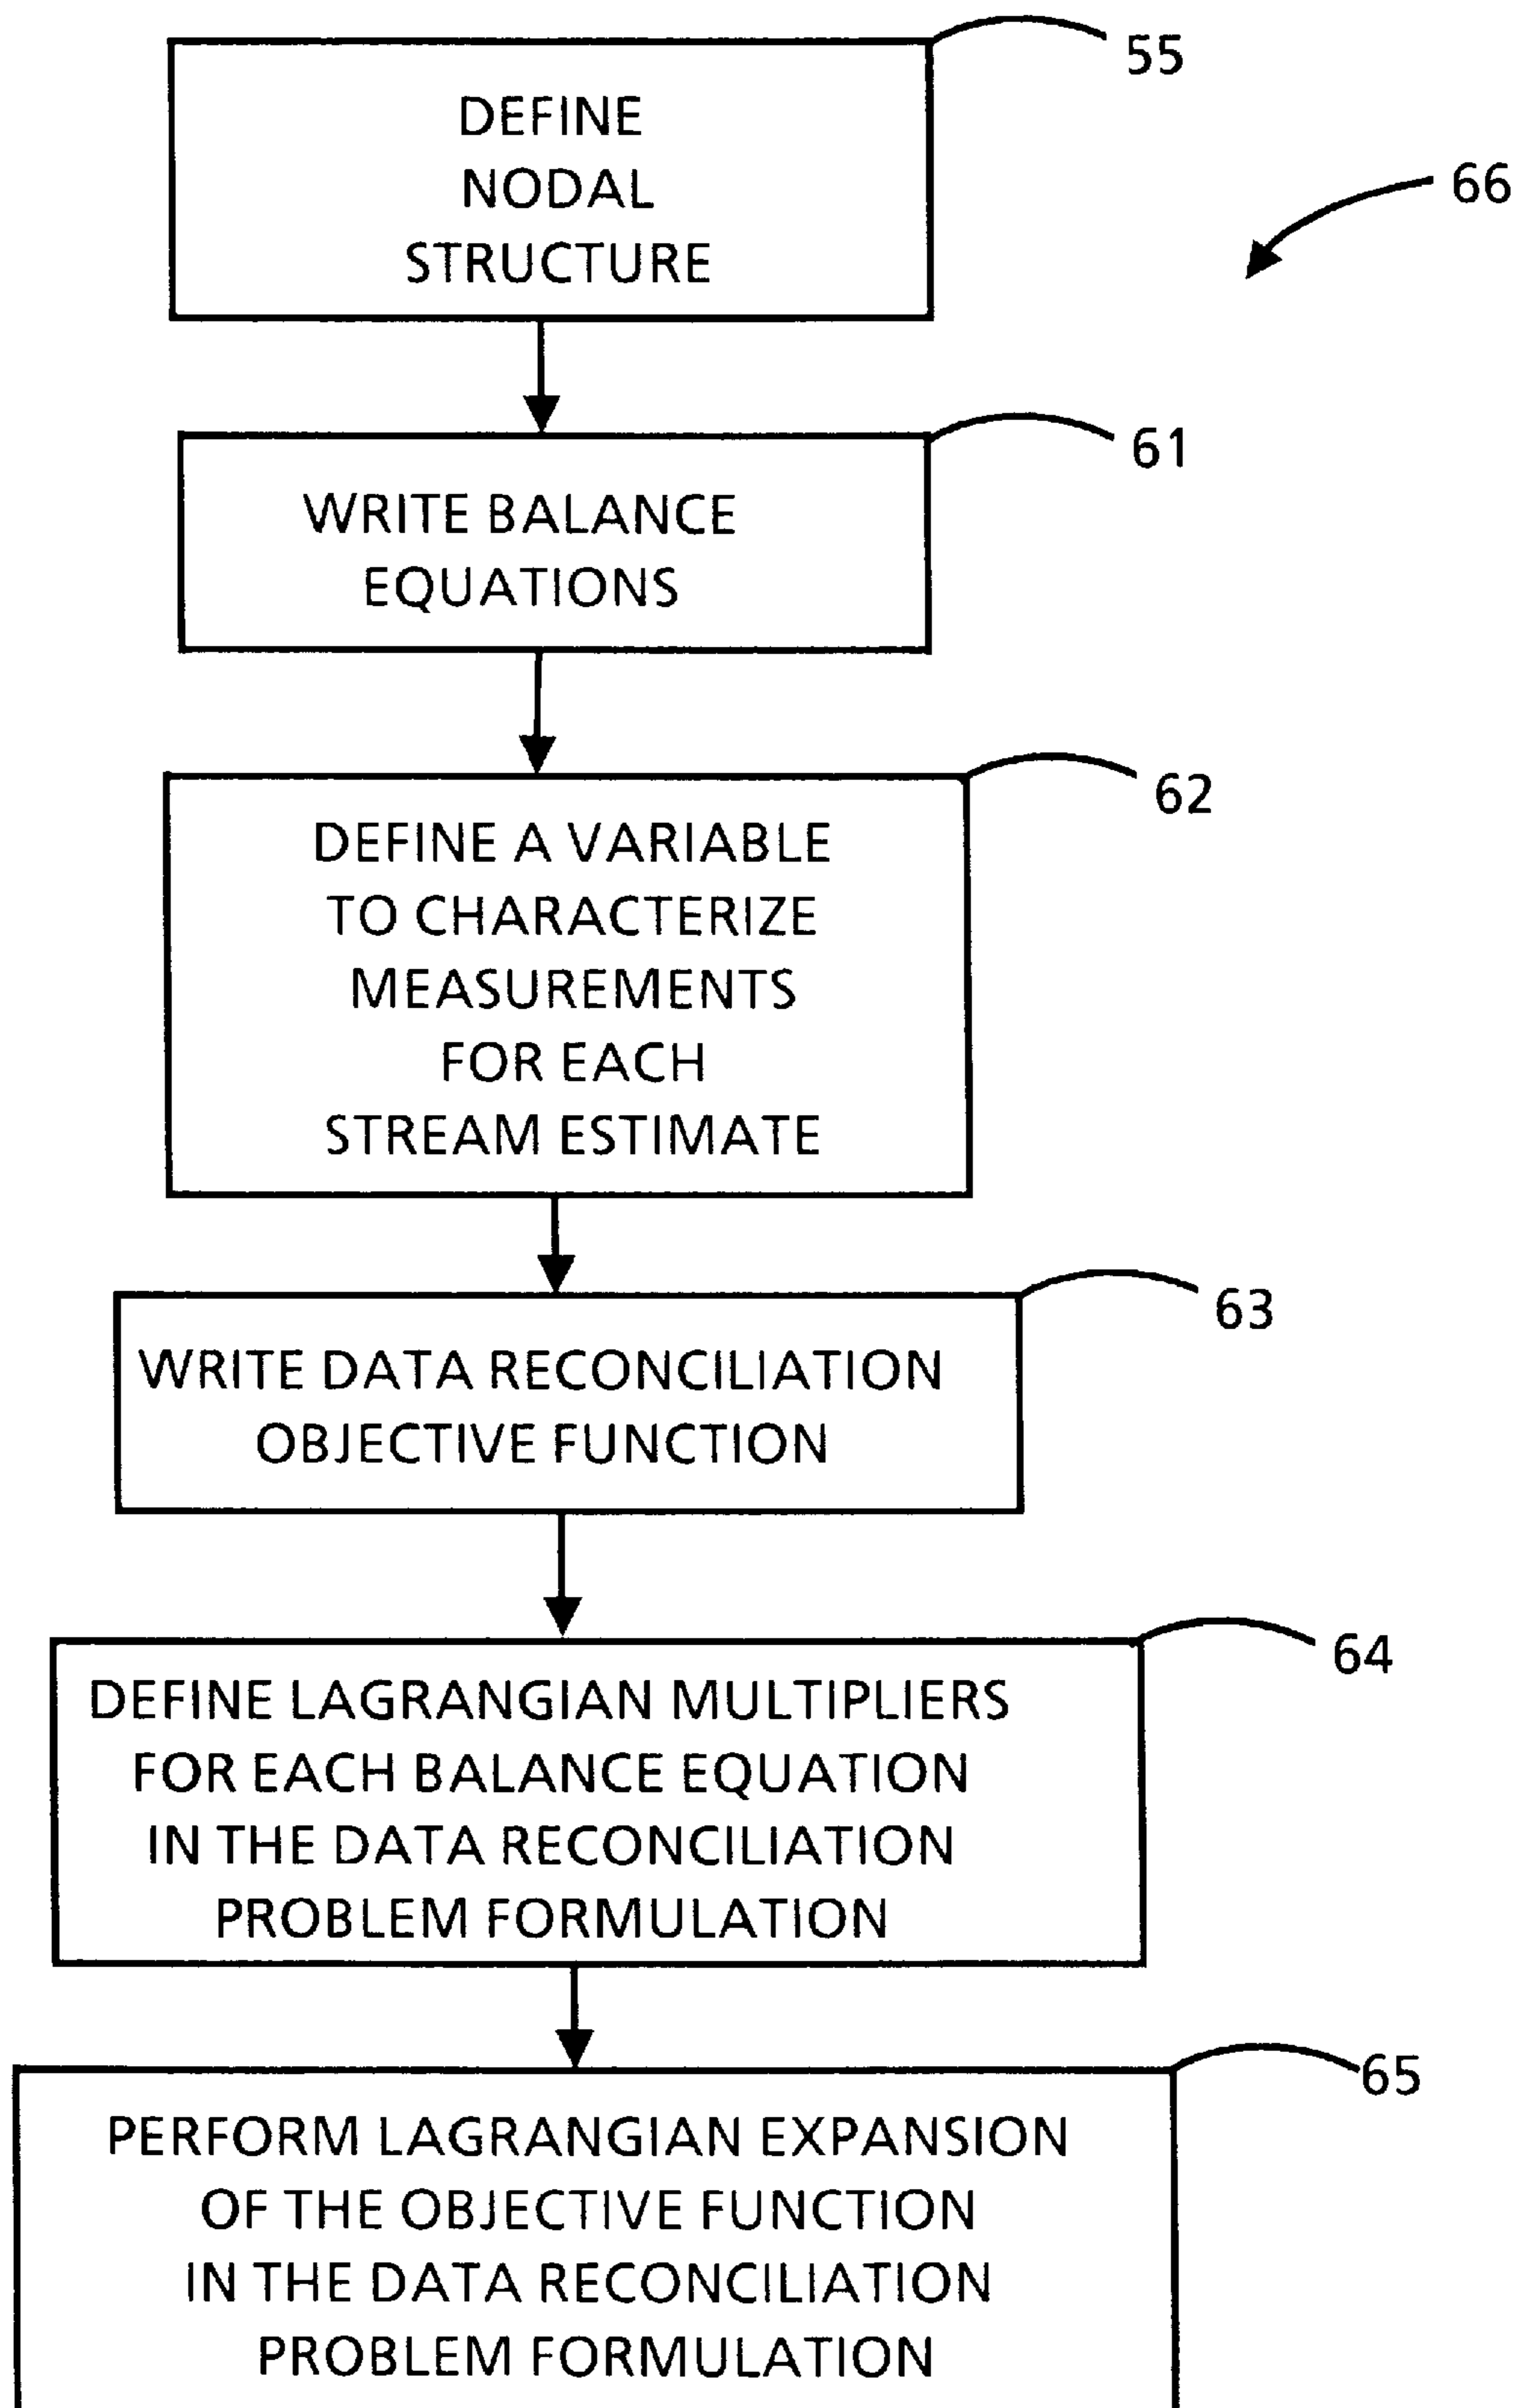 55
DEFINE
NODAL
STRUCTURE
66
61
WRITE BALANCE
EQUATIONS
62
DEFINE A VARIABLE
TO CHARACTERIZE
MEASUREMENTS
FOR EACH
STREAM ESTIMATE
63
WRITE DATA RECONCILIATION
OBJECTIVE FUNCTION
64
DEFINE LAGRANGIAN MULTIPLIERS
FOR EACH BALANCE EQUATION
IN THE DATA RECONCILIATION
PROBLEM FORMULATION
65
PERFORM LAGRANGIAN EXPANSION
OF THE OBJECTIVE FUNCTION
IN THE DATA RECONCILIATION
PROBLEM FORMULATION